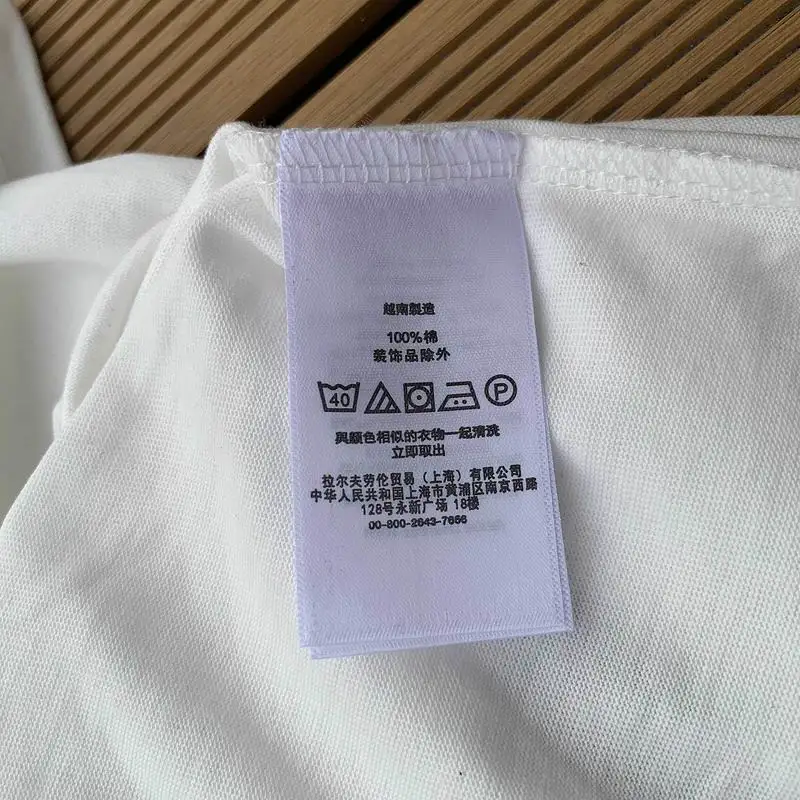 越南製造
100%棉
装饰品除外
40 P
與顏色相似的衣物一起清洗
立即取出
拉尔夫劳伦贸易（上海）有限公司
中华人民共和国上海市黄浦区南京西路
128号永新广场 18楼
00-800-2643-7656